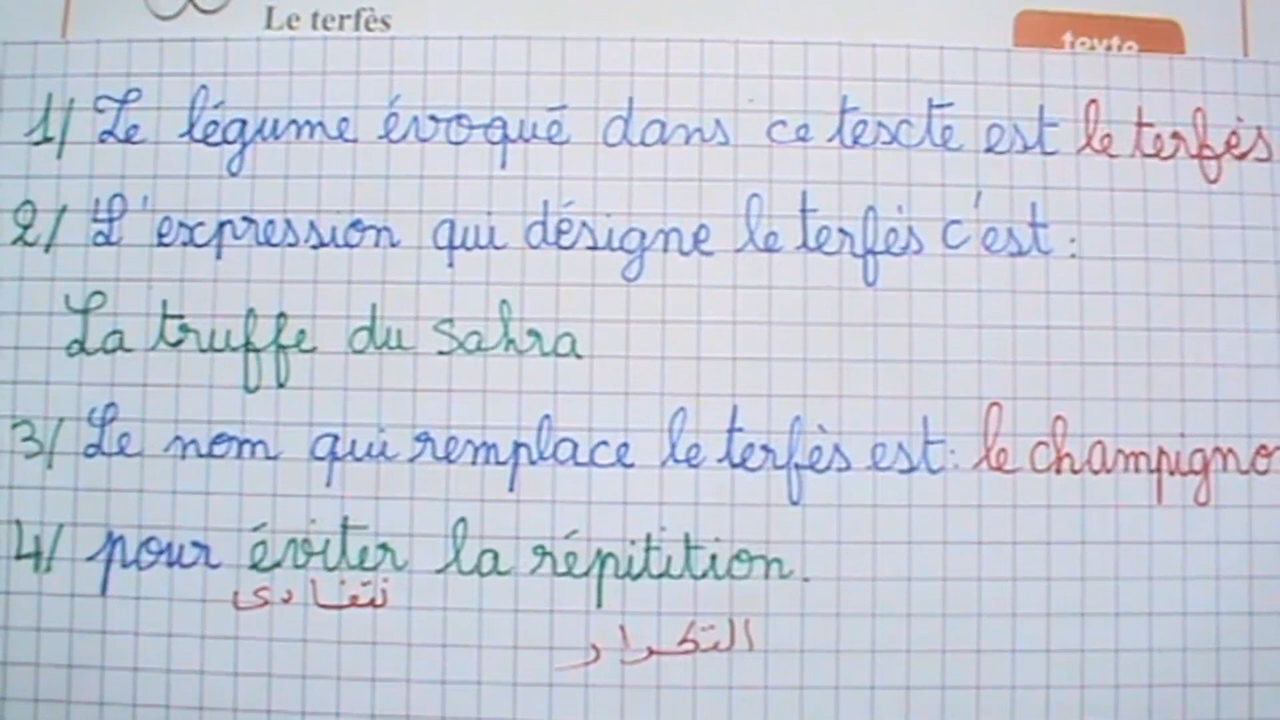 Le terfès
texte
1/ Le légume évoqué dans ce texte est le terfès
2/ L'expression qui désigne le terfès c'est :
La truffe du sahra
3/ Le nom qui remplace le terfès est : le champigno
4/ pour éviter la répitition.
نتفادى
التكرار